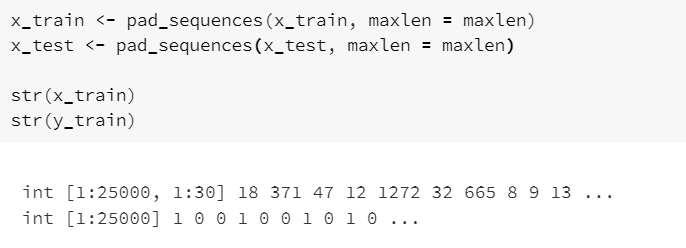 x_train <- pad_sequences(x_train, maxlen = maxlen)
x_test <- pad_sequences(x_test, maxlen = maxlen)
str(x_train)
str(y_train)
int [1:25000, 1:30] 18 371 47 12 1272 32 665 8 9 13 ...
int [1:25000] 1 0 0 1 0 0 1 0 1 0 ...